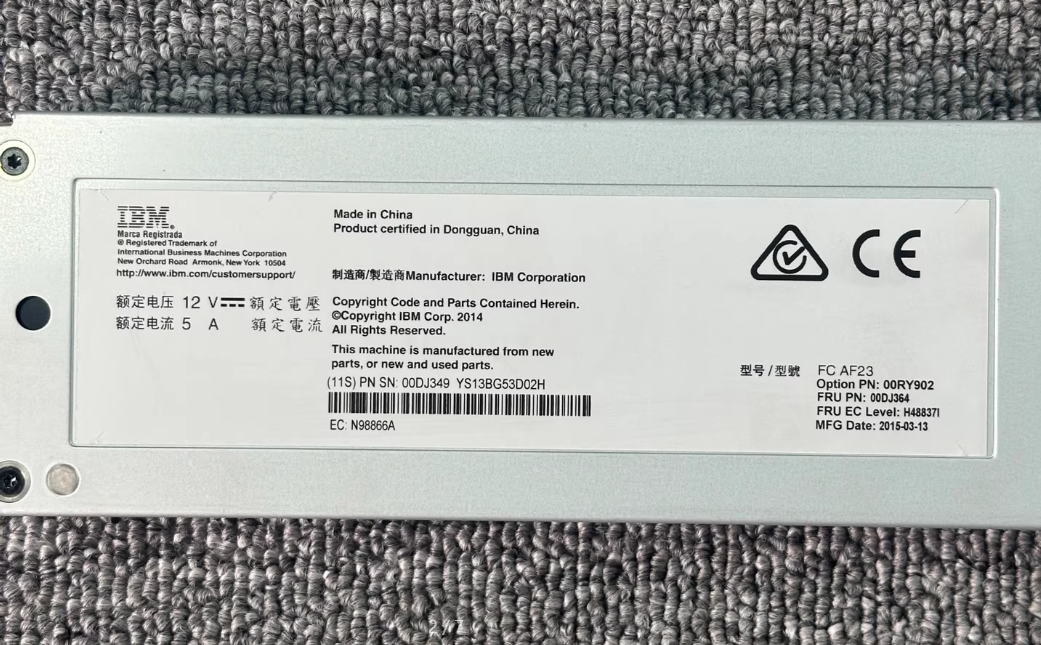 IBM®
Marca Registrada
® Registered Trademark of
International Business Machines Corporation
New Orchard Road Armonk, New York 10504
http://www.ibm.com/customersupport/
额定电压 12 V 額定電壓
额定电流 5 A 額定電流
Made in China
Product certified in Dongguan, China
制造商/製造商Manufacturer: IBM Corporation
Copyright Code and Parts Contained Herein.
©Copyright IBM Corp. 2014
All Rights Reserved.
This machine is manufactured from new
parts, or new and used parts.
(11S) PN SN: 00DJ349 YS13BG53D02H
EC: N98866A
CE
型号/型號 FC AF23
Option PN: 00RY902
FRU PN: 00DJ364
FRU EC Level: H48837I
MFG Date: 2015-03-13